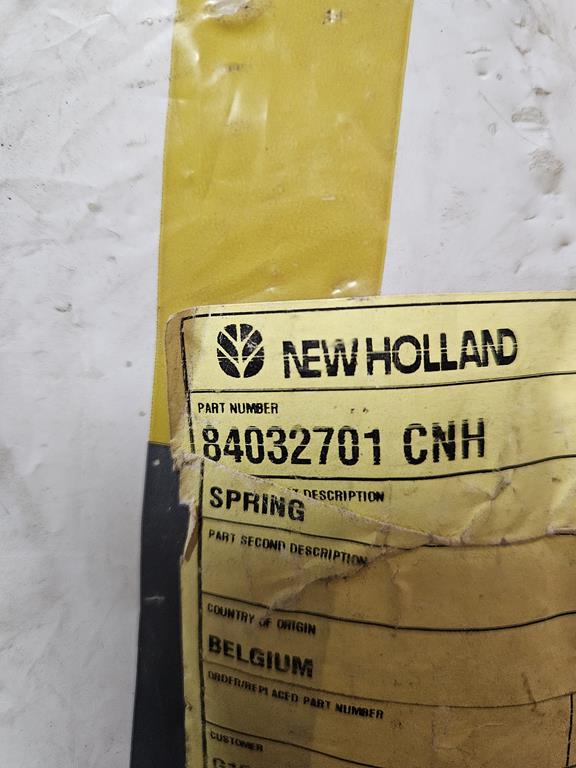 NEW HOLLAND
PART NUMBER
84032701 CNH
DESCRIPTION
SPRING
PART SECOND DESCRIPTION
COUNTRY OF ORIGIN
BELGIUM
ORDER/REPLACED PART NUMBER
CUSTOMER